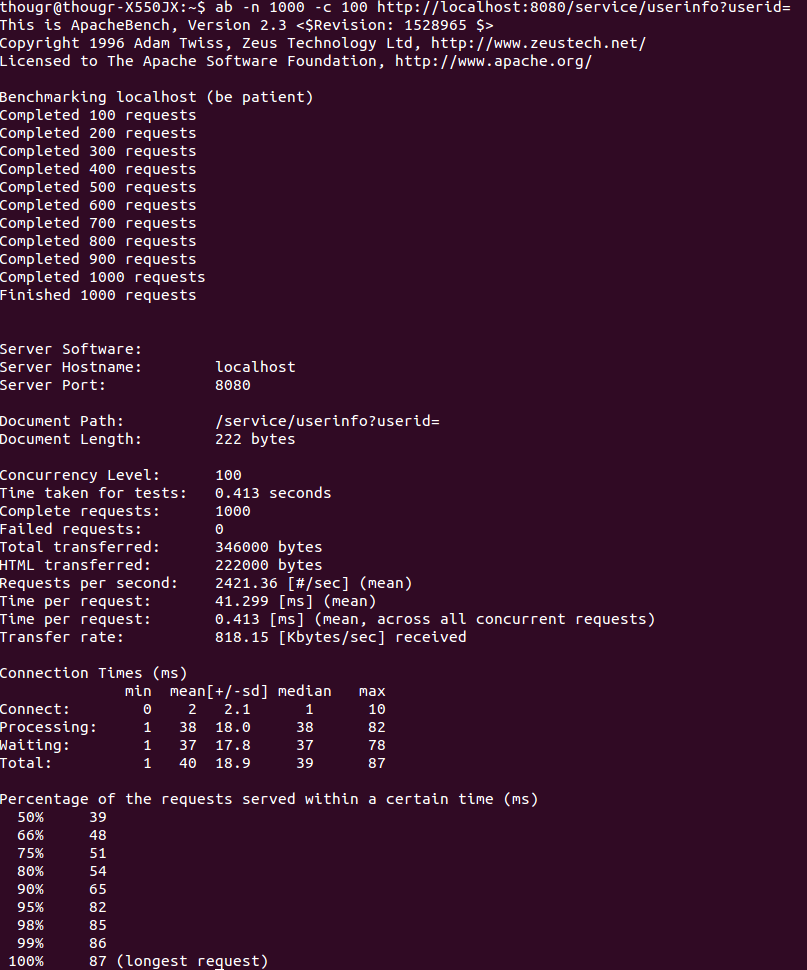 thougr@thougr-X550JX:~$ ab -n 1000 -c 100 http://localhost:8080/service/userinfo?userid=
This is ApacheBench, Version 2.3 <$Revision: 1528965 $>
Copyright 1996 Adam Twiss, Zeus Technology Ltd, http://www.zeustech.net/
Licensed to The Apache Software Foundation, http://www.apache.org/

Benchmarking localhost (be patient)
Completed 100 requests
Completed 200 requests
Completed 300 requests
Completed 400 requests
Completed 500 requests
Completed 600 requests
Completed 700 requests
Completed 800 requests
Completed 900 requests
Completed 1000 requests
Finished 1000 requests


Server Software:
Server Hostname:        localhost
Server Port:            8080

Document Path:          /service/userinfo?userid=
Document Length:        222 bytes

Concurrency Level:      100
Time taken for tests:   0.413 seconds
Complete requests:      1000
Failed requests:        0
Total transferred:      346000 bytes
HTML transferred:       222000 bytes
Requests per second:    2421.36 [#/sec] (mean)
Time per request:       41.299 [ms] (mean)
Time per request:       0.413 [ms] (mean, across all concurrent requests)
Transfer rate:          818.15 [Kbytes/sec] received

Connection Times (ms)
              min  mean[+/-sd] median   max
Connect:        0    2   2.1      1      10
Processing:     1   38  18.0     38      82
Waiting:        1   37  17.8     37      78
Total:          1   40  18.9     39      87

Percentage of the requests served within a certain time (ms)
  50%     39
  66%     48
  75%     51
  80%     54
  90%     65
  95%     82
  98%     85
  99%     86
 100%     87 (longest request)